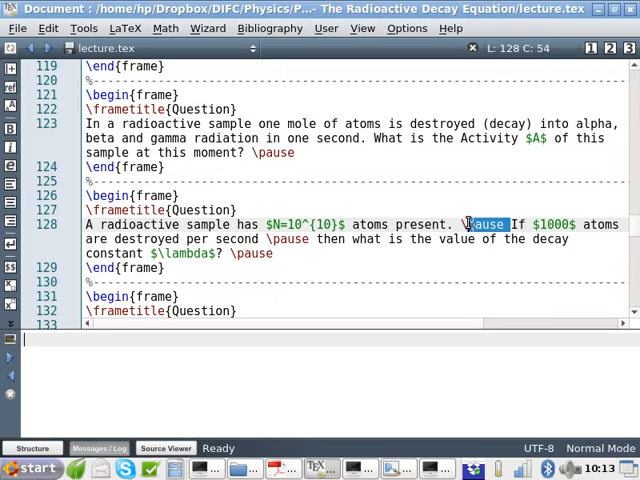 Document : /home/hp/Dropbox/DIFC/Physics/P...- The Radioactive Decay Equation/lecture.tex
File Edit Tools LaTeX Math Wizard Bibliography User View Options Help
lecture.tex L: 128 C: 54 1 2 3
119 \end{frame}
120 %---------------------------------------------------------------------------
121 \begin{frame}
122 \frametitle{Question}
123 In a radioactive sample one mole of atoms is destroyed (decay) into alpha,
beta and gamma radiation in one second. What is the Activity $A$ of this
sample at this moment? \pause
124 \end{frame}
125 %---------------------------------------------------------------------------
126 \begin{frame}
127 \frametitle{Question}
128 A radioactive sample has $N=10^{10}$ atoms present. \pause If $1000$ atoms
are destroyed per second \pause then what is the value of the decay
constant $\lambda$? \pause
129 \end{frame}
130 %---------------------------------------------------------------------------
131 \begin{frame}
132 \frametitle{Question}
133
Structure Messages / Log Source Viewer Ready UTF-8 Normal Mode
start ... ... ... ... ... ... ... ... 10:13